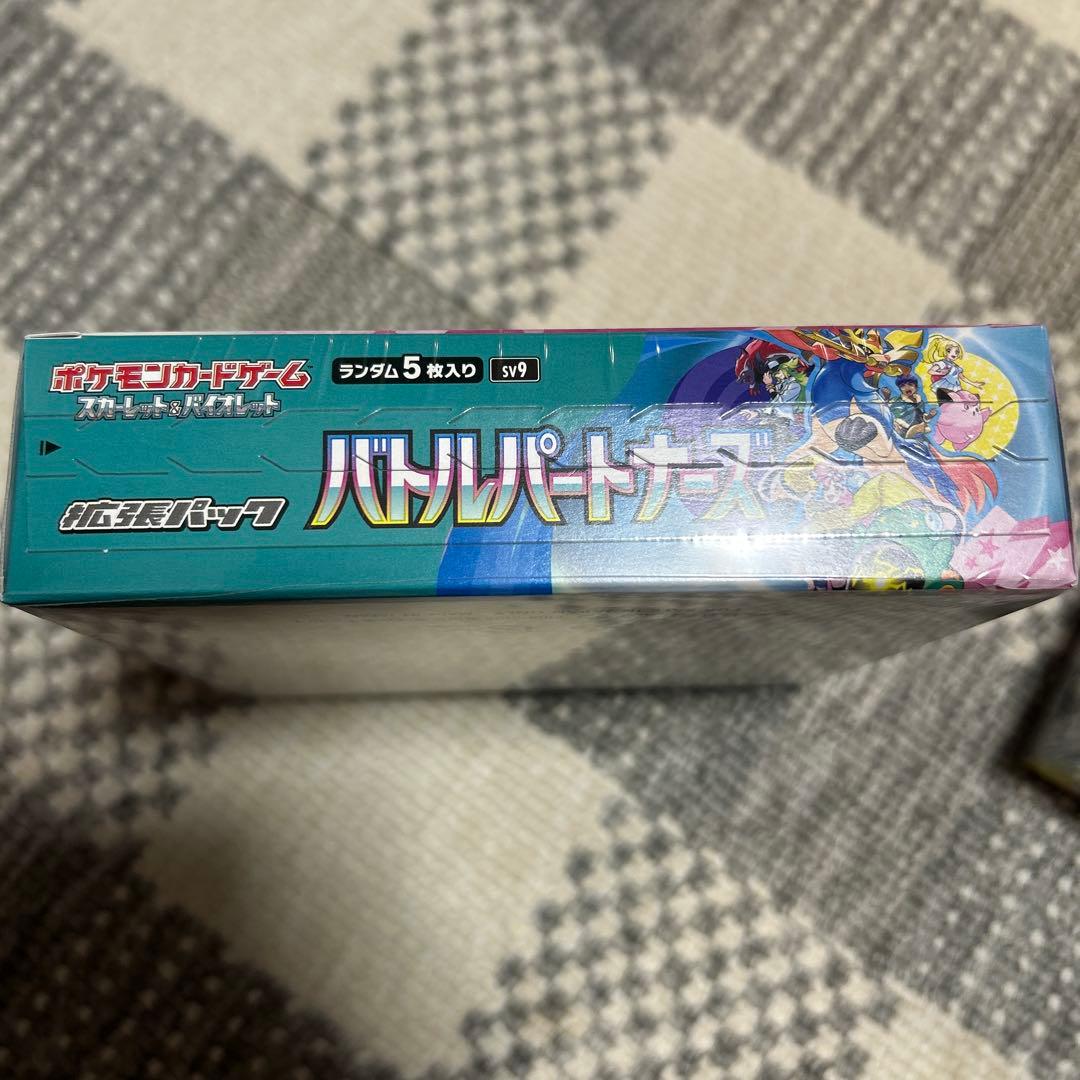 ポケモンカードゲーム
スカーレット&バイオレット
ランダム5枚入り
SV9
拡張パック
バトルパートナーズ